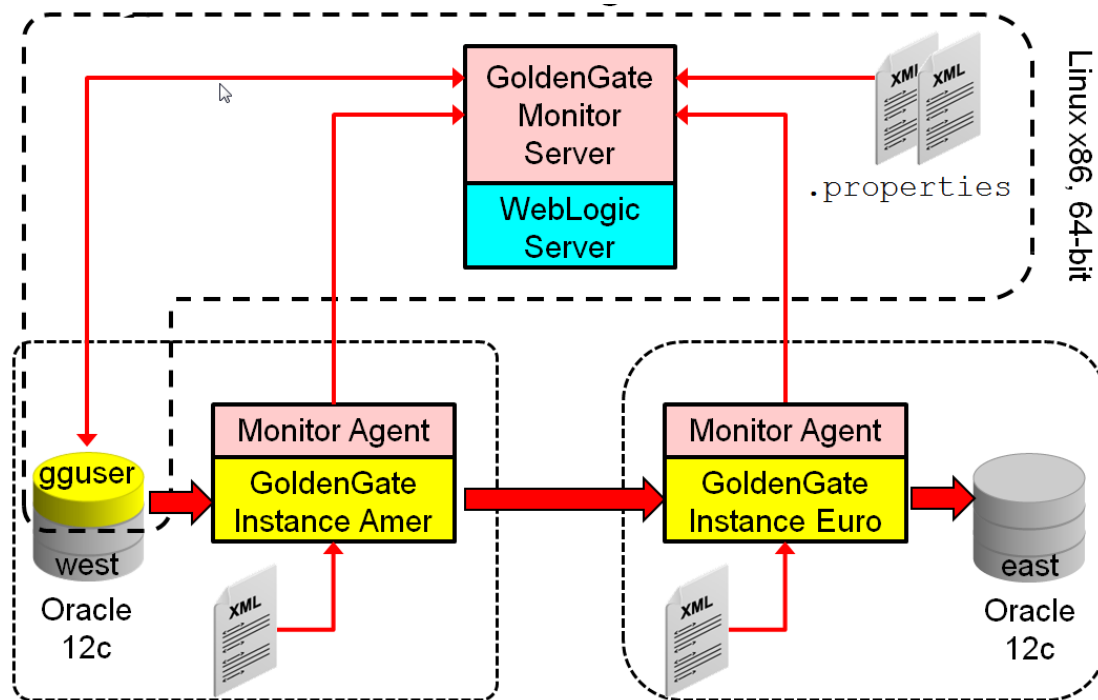 GoldenGate
Monitor
Server
WebLogic
Server
XML
XML
.properties
Linux x86, 64-bit
gguser
west
Oracle
12c
Monitor Agent
GoldenGate
Instance Amer
XML
Monitor Agent
GoldenGate
Instance Euro
XML
east
Oracle
12c